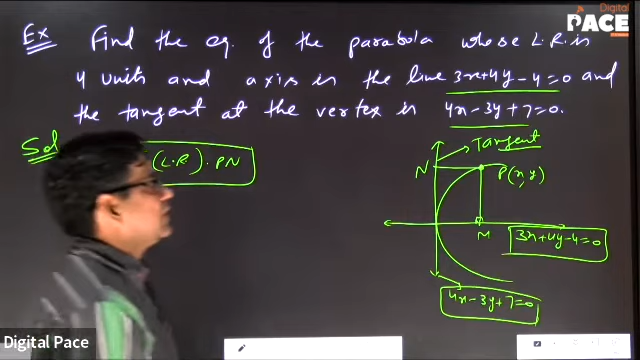 Digital
PACE
Ex Find the eq. of the parabola whose L.R. is
4 units and axis is the line 3x+4y-4=0 and
the tangent at the vertex is 4x-3y+7=0.
Sol
(L.R). PN
Tangent
N
P(x,y)
M
3x+4y-4=0
4x-3y+7=0
Digital Pace